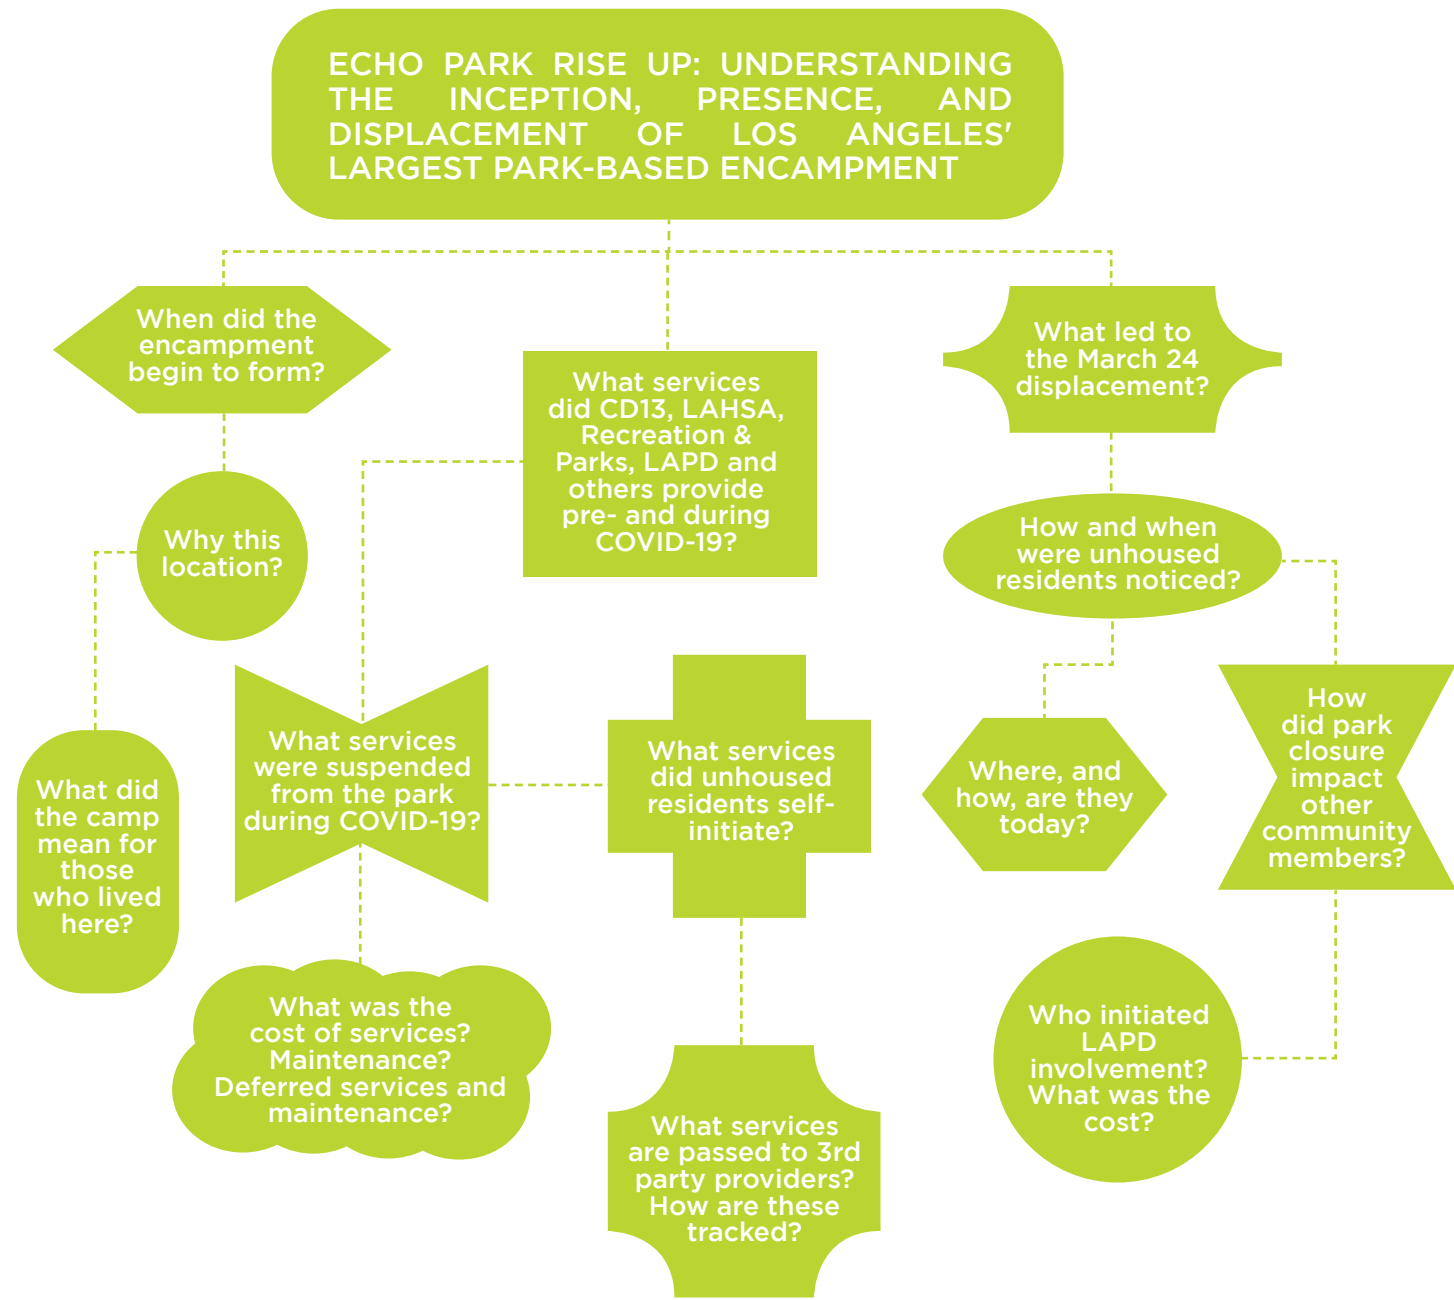 ECHO PARK RISE UP: UNDERSTANDING
THE INCEPTION, PRESENCE, AND
DISPLACEMENT OF LOS ANGELES'
LARGEST PARK-BASED ENCAMPMENT
When did the
encampment
begin to form?
Why this
location?
What did
the camp
mean for
those
who lived
here?
What services
did CD13, LAHSA,
Recreation &
Parks, LAPD and
others provide
pre- and during
COVID-19?
What services
were suspended
from the park
during COVID-19?
What was the
cost of services?
Maintenance?
Deferred services and
maintenance?
What services
did unhoused
residents self-
initiate?
What services
are passed to 3rd
party providers?
How are these
tracked?
What led to
the March 24
displacement?
How and when
were unhoused
residents noticed?
Where, and
how, are they
today?
How
did park
closure
impact
other
community
members?
Who initiated
LAPD
involvement?
What was the
cost?